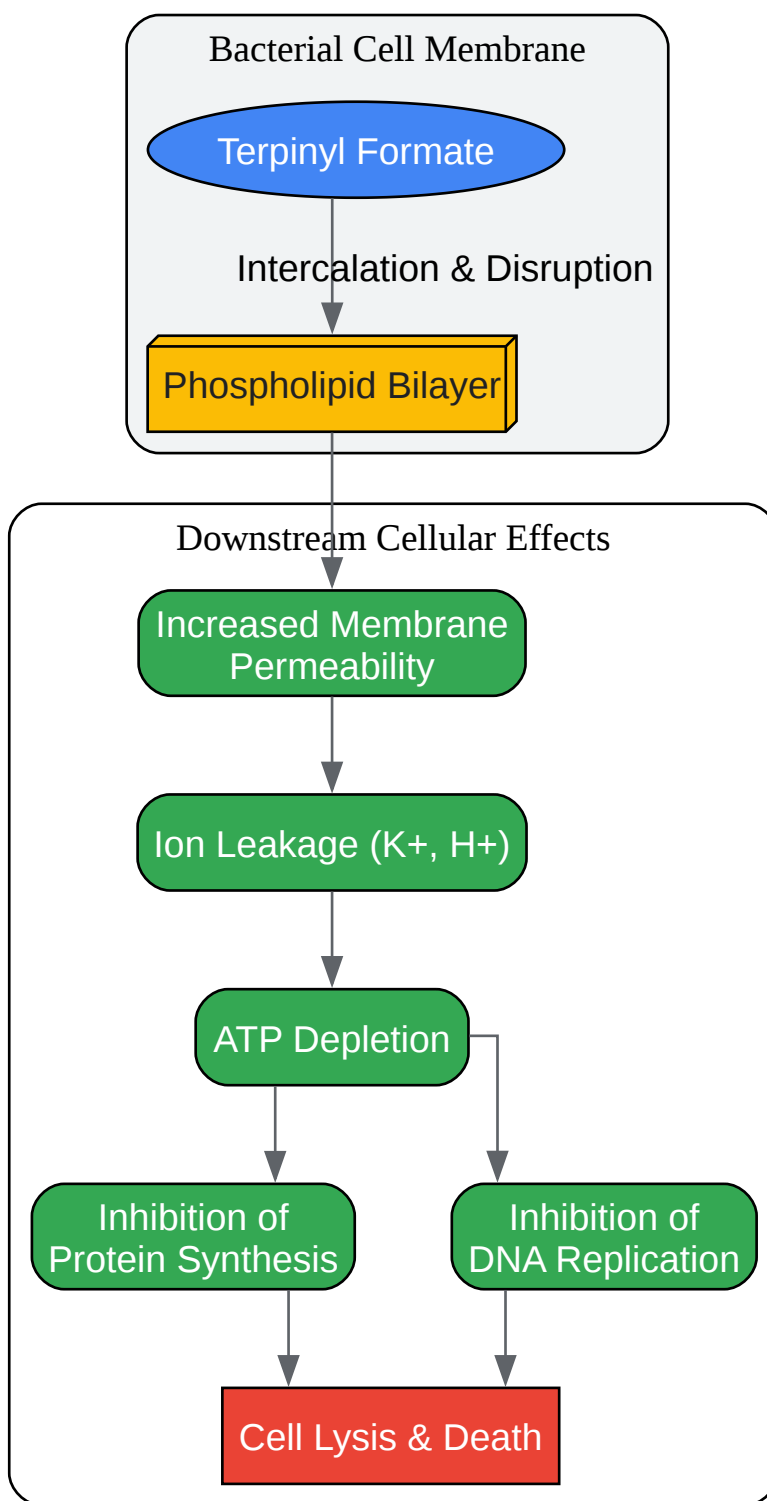 Bacterial Cell Membrane
Terpinyl Formate
Intercalation & Disruption
Phospholipid Bilayer
Downstream Cellular Effects
Increased Membrane
Permeability
Ion Leakage (K+, H+)
ATP Depletion
Inhibition of
Protein Synthesis
Inhibition of
DNA Replication
Cell Lysis & Death